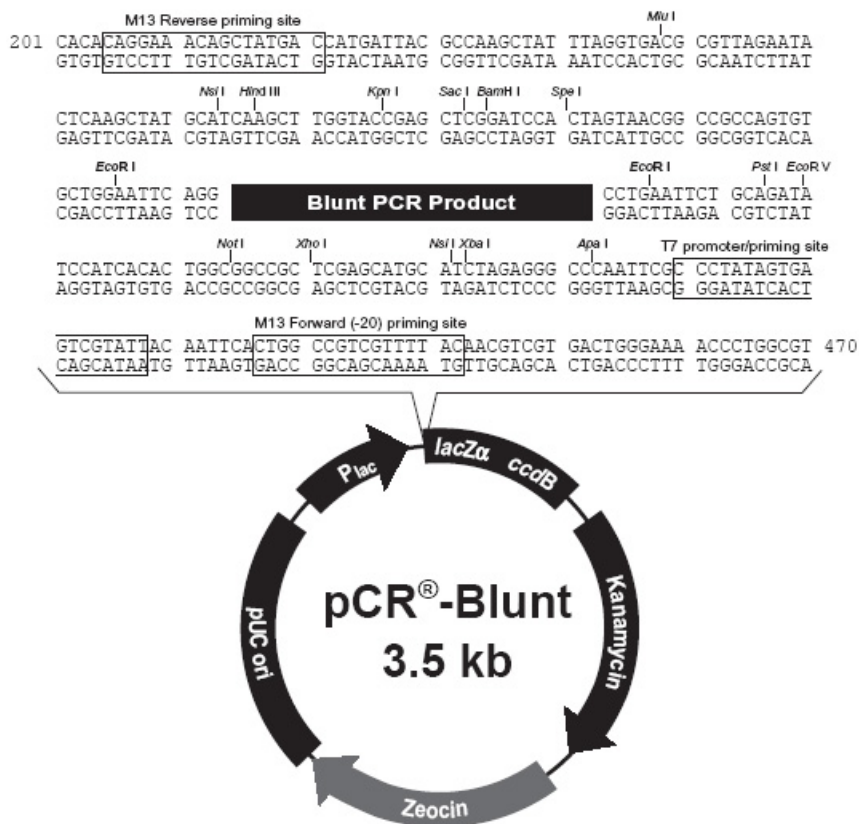 M13 Reverse priming site
Mlu I
201 CACACAGGAA ACAGCTATGAC CATGATTAC GCCAAGCTAT TTAGGTGACG CGTTAGAATA
GTGTGTCCTT TGTCGATACTG GTACTAATG CGGTTCGATA AATCCACTGC GCAATCTTAT
Nsi I Hind III Kpn I Sac I BamH I Spe I
CTCAAGCTAT GCATCAAGCT TGGTACCGAG CTCGGATCCA CTAGTAACGG CCGCCAGTGT
GAGTTCGATA CGTAGTTCGA ACCATGGCTC GAGCCTAGGT GATCATTGCC GGCGGTCACA
EcoR I EcoR I Pst I EcoR V
GCTGGAATTC AGG Blunt PCR Product CCTGAATTCT GCAGATA
CGACCTTAAG TCC GGACTTAAGA CGTCTAT
Not I Xho I Nsi I Xba I Apa I T7 promoter/priming site
TCCATCACAC TGGCGGCCGC TCGAGCATGC ATCTAGAGGG CCCAATTCGC CCTATAGTGA
AGGTAGTGTG ACCGCCGGCG AGCTCGTACG TAGATCTCCC GGGTTAAGCG GGATATCACT
M13 Forward (-20) priming site
GTCGTATTAC AATTCACTGG CCGTCGTTTT ACAACGTCGT GACTGGGAAA ACCCTGGCGT 470
CAGCATAATG TTAAGTGACC GGCAGCAAAA TGTTGCAGCA CTGACCCTTT TGGGACCGCA
Plac
lacZα ccdB
Kanamycin
Zeocin
pUC ori
pCR®-Blunt
3.5 kb